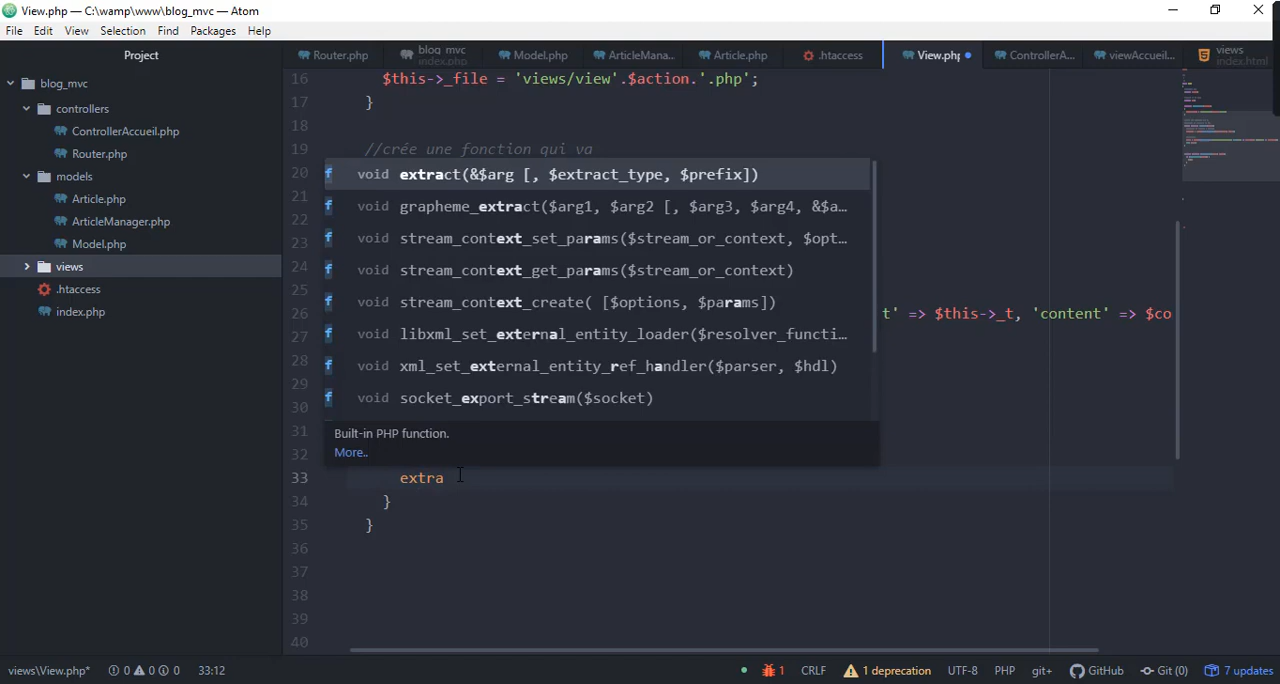 View.php — C:\wamp\www\blog_mvc — Atom
File Edit View Selection Find Packages Help
Project
Router.php
blog_mvc
index.php
Model.php
ArticleMana...
Article.php
.htaccess
View.php
ControllerA...
viewAccueil...
views
index.html
blog_mvc
controllers
ControllerAccueil.php
Router.php
models
Article.php
ArticleManager.php
Model.php
views
.htaccess
index.php
16 $this->_file = 'views/view'.$action.'.php';
17 }
18
19 //crée une fonction qui va
20
21
22
23
24
25
26 t' => $this->_t, 'content' => $co
27
28
29
30
31
32
33 extra
34 }
35 }
36
37
38
39
40
f void extract(&$arg [, $extract_type, $prefix])
f void grapheme_extract($arg1, $arg2 [, $arg3, $arg4, &$a…
f void stream_context_set_params($stream_or_context, $opt…
f void stream_context_get_params($stream_or_context)
f void stream_context_create( [$options, $params])
f void libxml_set_external_entity_loader($resolver_functi…
f void xml_set_external_entity_ref_handler($parser, $hdl)
f void socket_export_stream($socket)
Built-in PHP function.
More..
views\View.php* 0 0 0 33:12 1 CRLF 1 deprecation UTF-8 PHP git+ GitHub Git (0) 7 updates